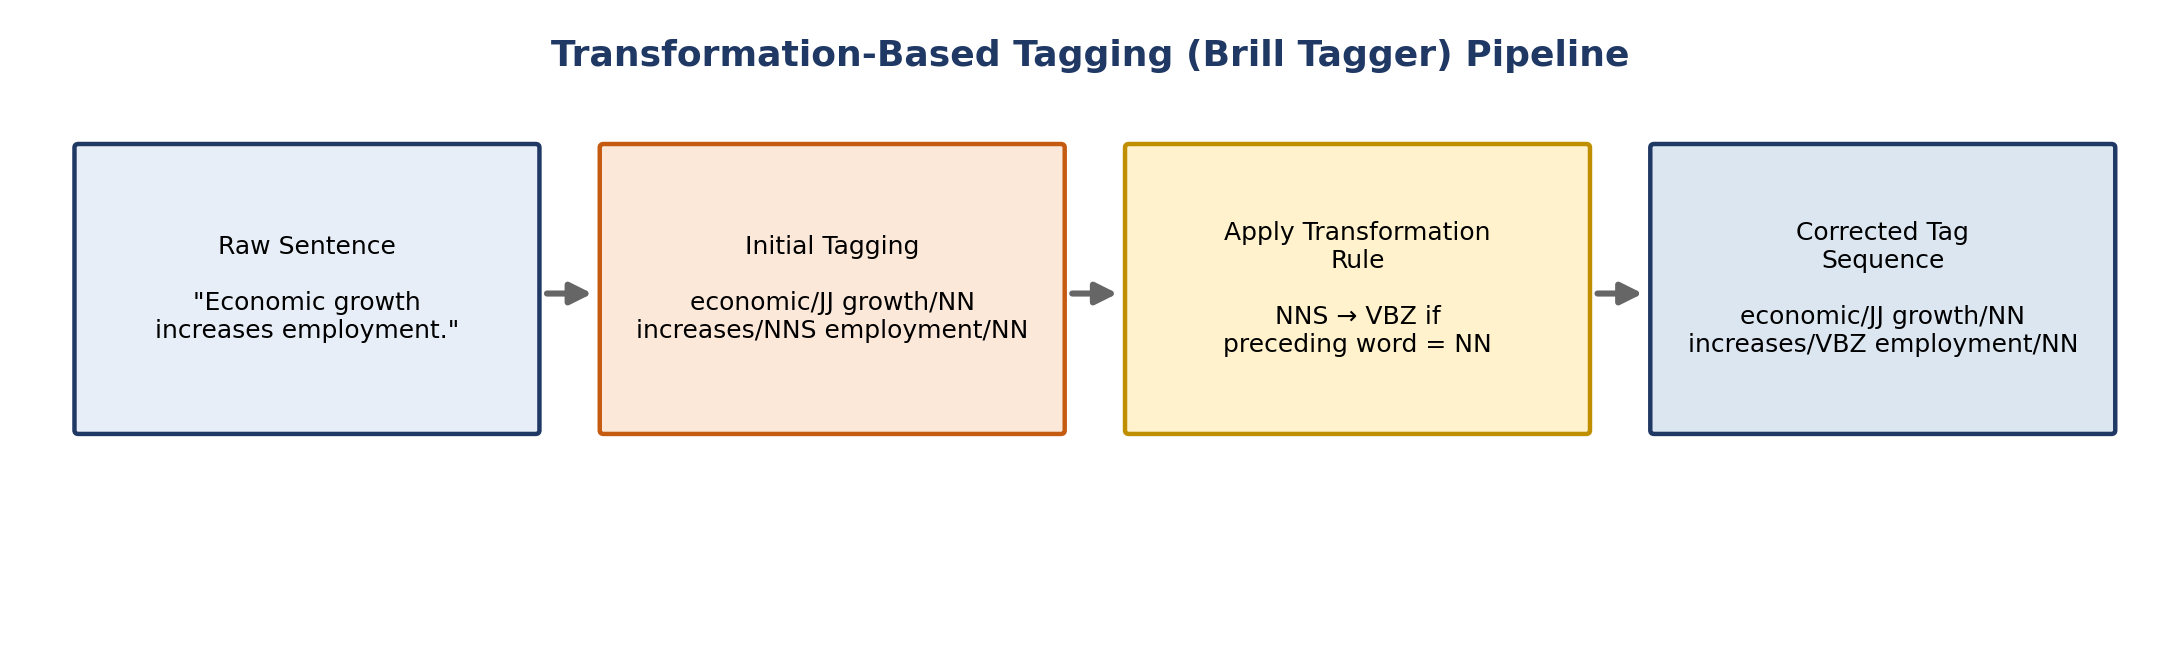 Transformation-Based Tagging (Brill Tagger) Pipeline
Raw Sentence
"Economic growth
increases employment."
Initial Tagging
economic/JJ growth/NN
increases/NNS employment/NN
Apply Transformation
Rule
NNS → VBZ if
preceding word = NN
Corrected Tag
Sequence
economic/JJ growth/NN
increases/VBZ employment/NN